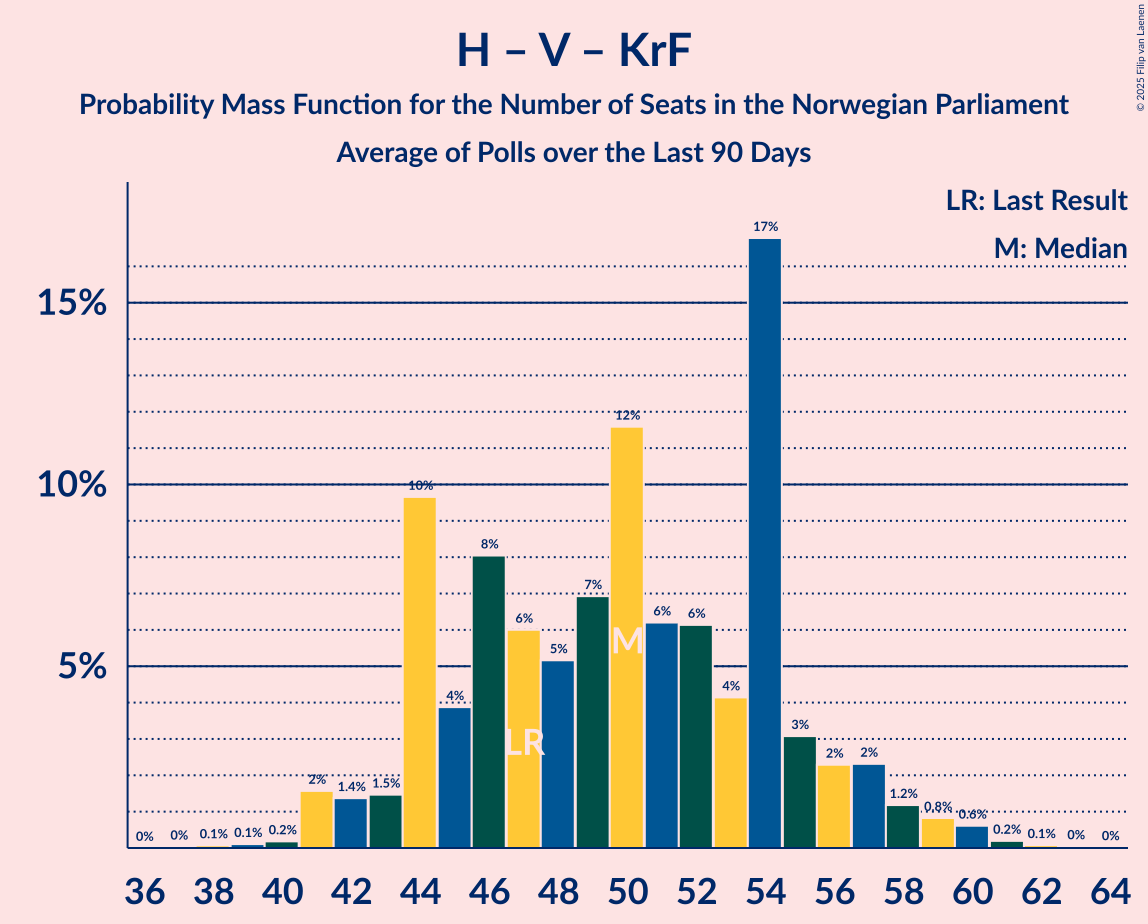 H – V – KrF
Probability Mass Function for the Number of Seats in the Norwegian Parliament
Average of Polls over the Last 90 Days
© 2025 Filip van Laenen
LR: Last Result
M: Median
15%
10%
5%
0% 0% 0.1% 0.1% 0.2% 2% 1.4% 1.5% 10% 4% 8% 6% 5% 7% 12% 6% 6% 4% 17% 3% 2% 2% 1.2% 0.8% 0.6% 0.2% 0.1% 0% 0%
M
LR
36 38 40 42 44 46 48 50 52 54 56 58 60 62 64